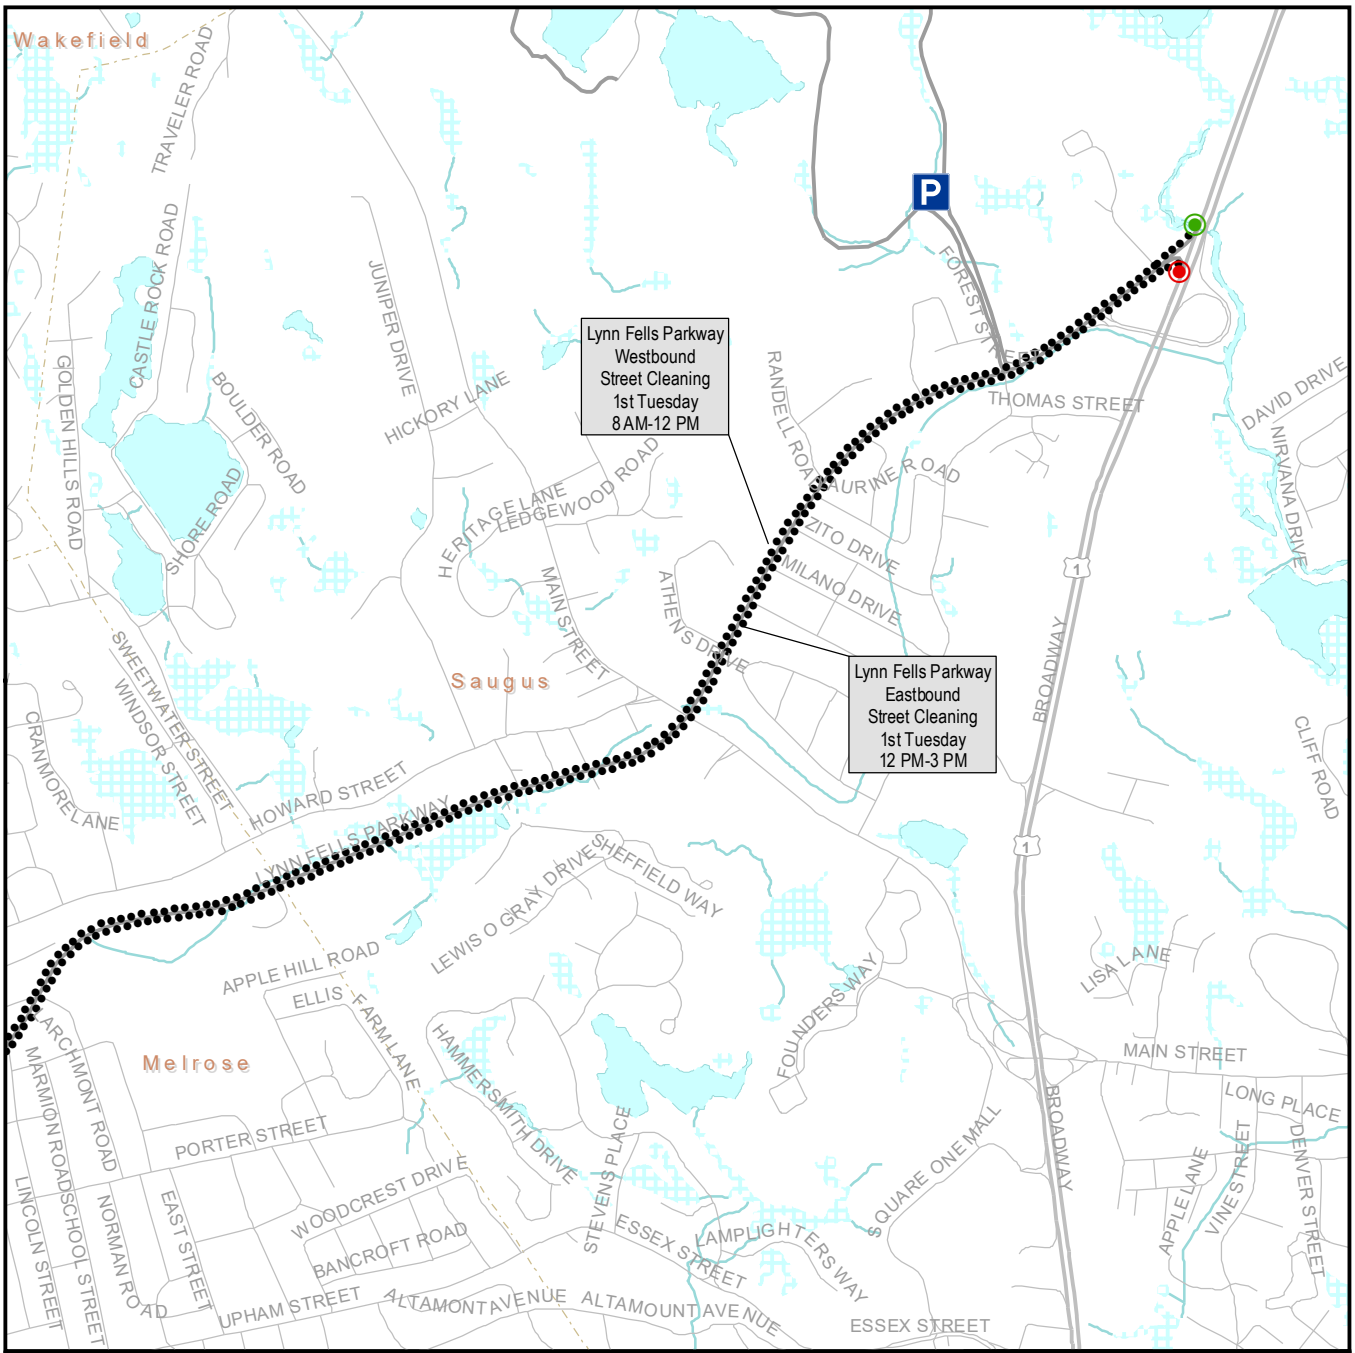 Wakefield
TRAVELER ROAD
P
CASTLE ROCK ROAD
JUNIPER DRIVE
FOREST STREET
Lynn Fells Parkway
Westbound
Street Cleaning
1st Tuesday
8 AM-12 PM
GOLDEN HILLS ROAD
BOULDER ROAD
HICKORY LANE
RANDELL ROAD
THOMAS STREET
DAVID DRIVE
NIRVANA DRIVE
SHORE ROAD
HERITAGE LANE
LEDGEWOOD ROAD
LAURINE ROAD
ZITO DRIVE
MILANO DRIVE
1
MAIN STREET
ATHENS DRIVE
SWEETWATER STREET
WINDSOR STREET
Saugus
BROADWAY
Lynn Fells Parkway
Eastbound
Street Cleaning
1st Tuesday
12 PM-3 PM
CRANMORE LANE
CLIFF ROAD
HOWARD STREET
LYNN FELLS PARKWAY
1
SHEFFIELD WAY
LEWIS O GRAY DRIVE
APPLE HILL ROAD
ELLIS
FARM LANE
LISA LANE
FOUNDERS WAY
LARCHMONT ROAD
MARMION ROAD
Melrose
HAMMERSMITH DRIVE
MAIN STREET
LONG PLACE
BROADWAY
SQUARE ONE MALL
STEVENS PLACE
PORTER STREET
DENVER STREET
VINE STREET
APPLE LANE
LINCOLN STREET
SCHOOL STREET
NORMAN ROAD
EAST STREET
WOODCREST DRIVE
BANCROFT ROAD
ESSEX STREET
LAMPLIGHTERS WAY
UPHAM STREET
ALTAMONT AVENUE
ALTAMOUNT AVENUE
ESSEX STREET